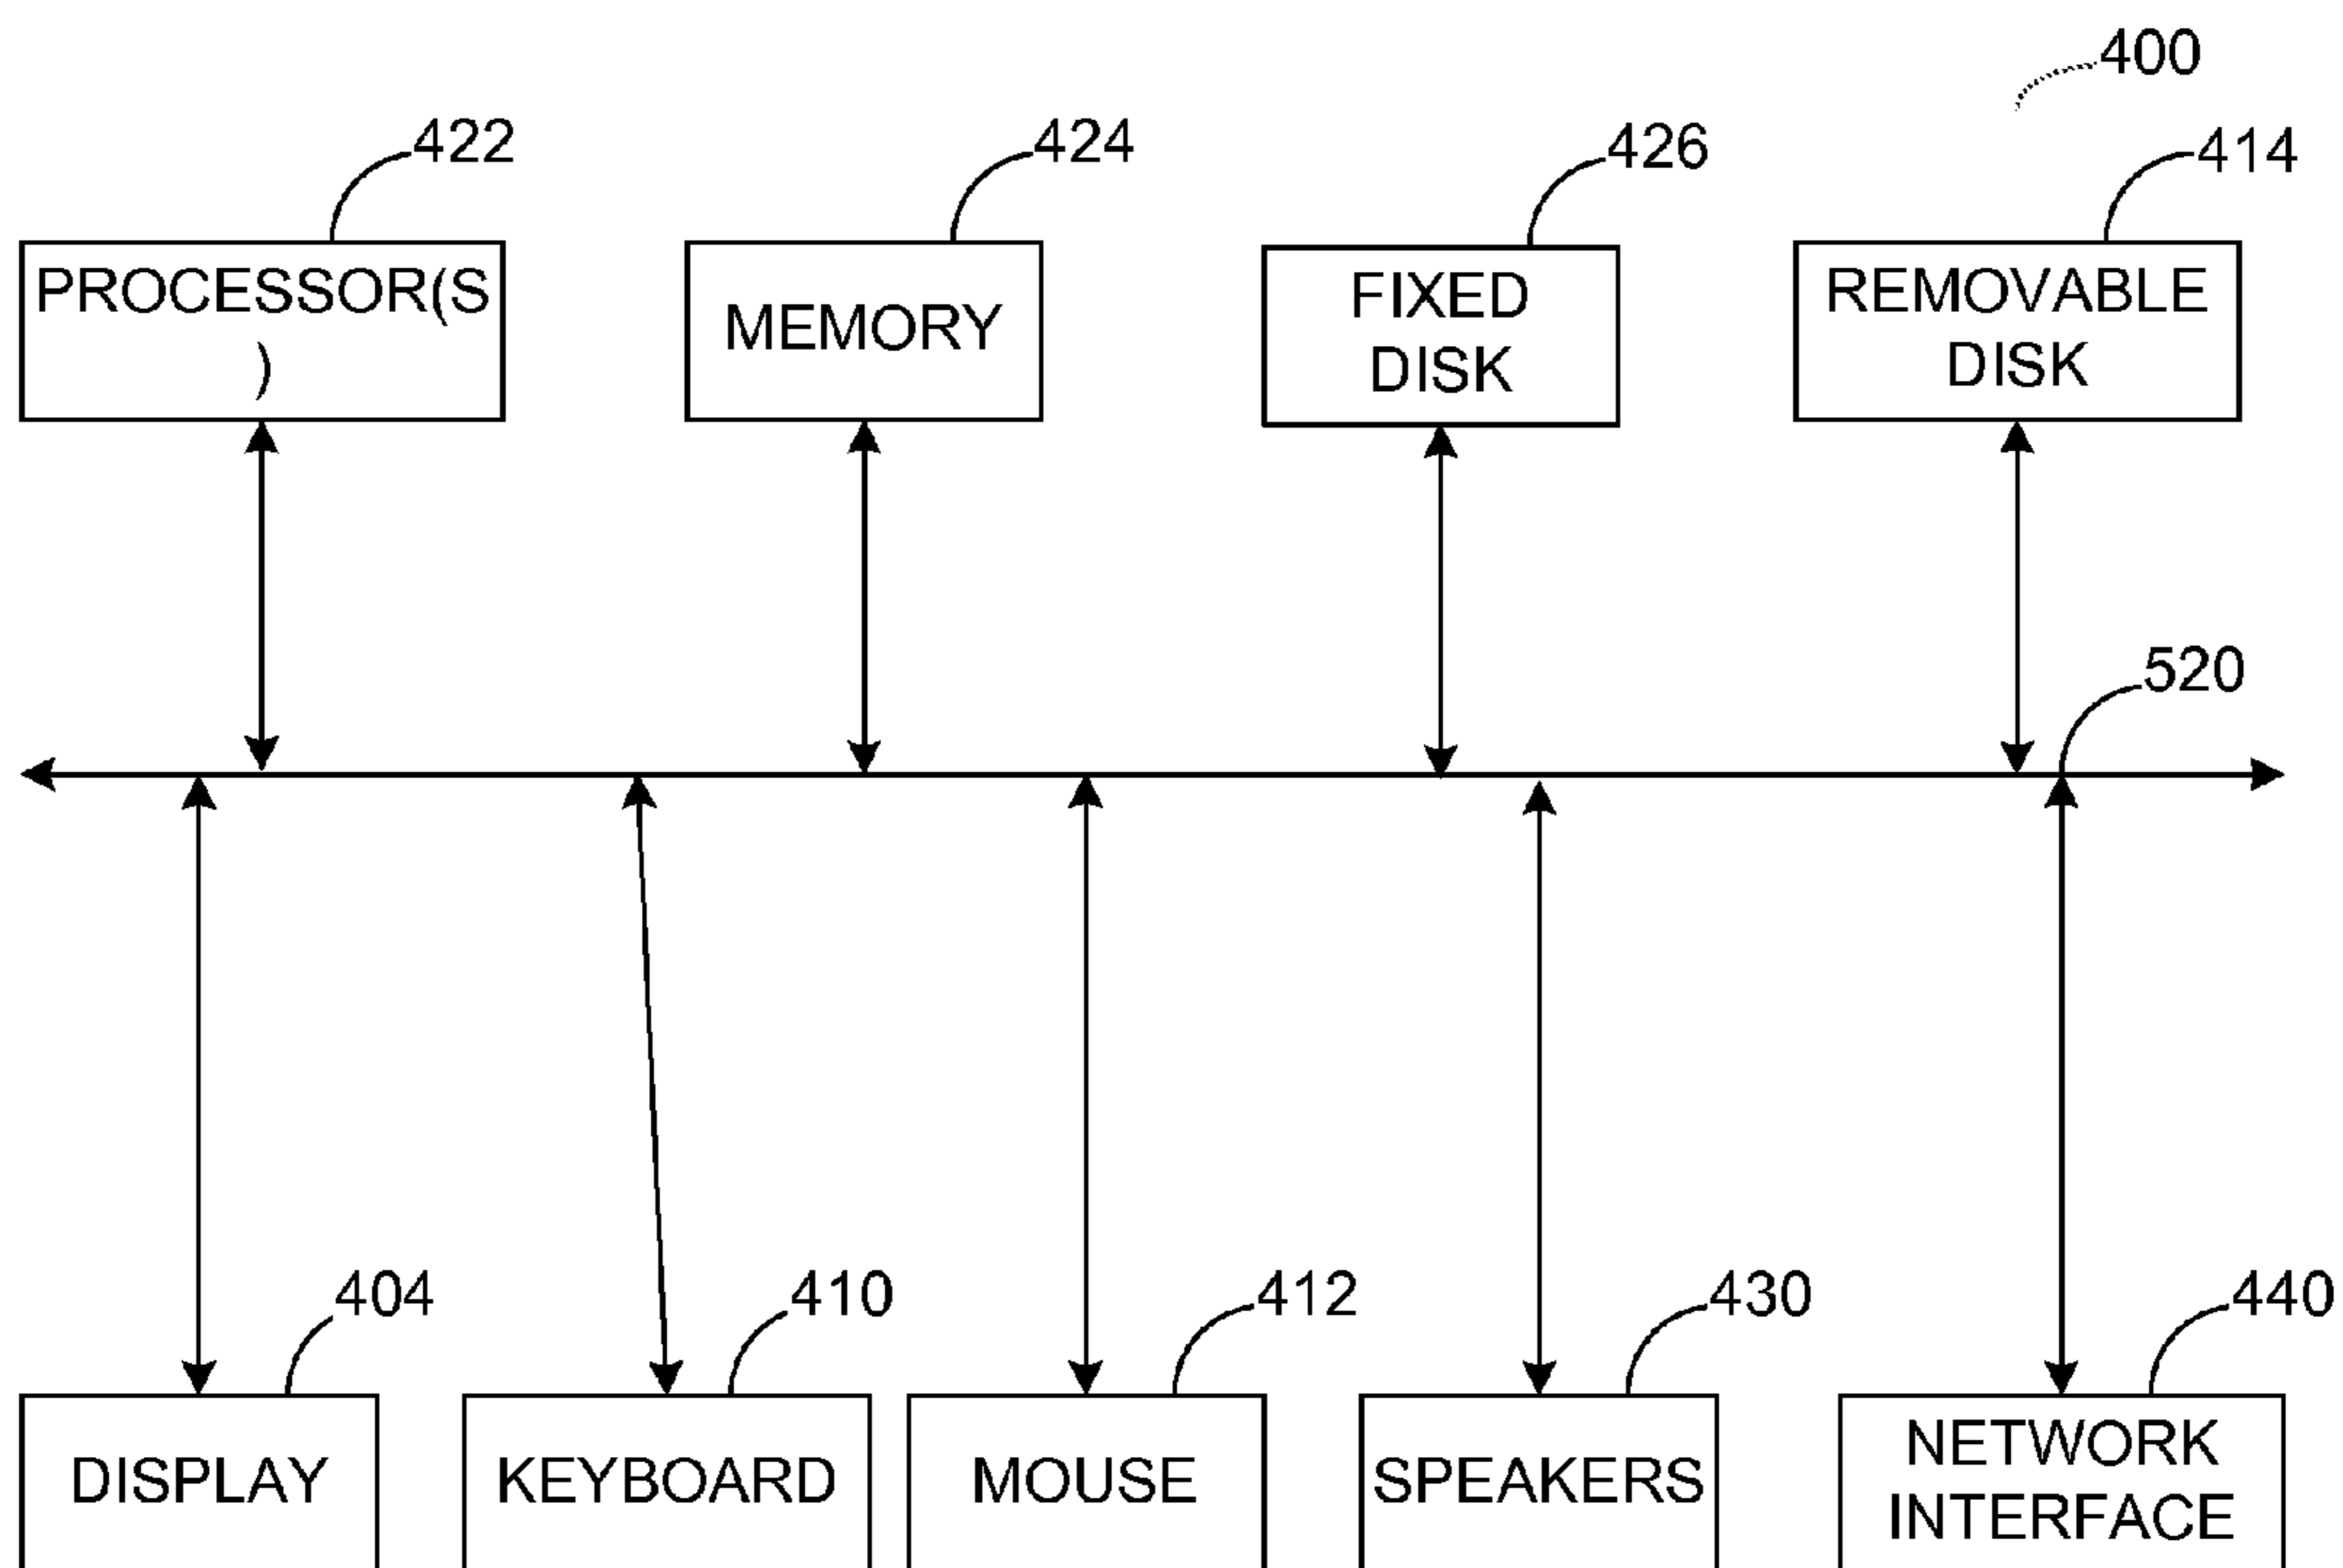 400
422
424
426
414
PROCESSOR(S
)
MEMORY
FIXED
DISK
REMOVABLE
DISK
520
404
410
412
430
440
DISPLAY
KEYBOARD
MOUSE
SPEAKERS
NETWORK
INTERFACE